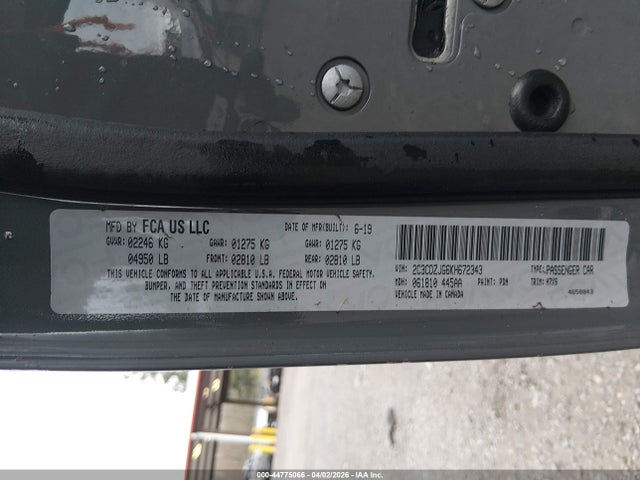 MFD BY FCA US LLC DATE OF MFR(BUILT): 6-19
GVWR: 02246 KG GAWR: 01275 KG GAWR: 01275 KG
04950 LB FRONT: 02810 LB REAR: 02810 LB
THIS VEHICLE CONFORMS TO ALL APPLICABLE U.S.A. FEDERAL MOTOR VEHICLE SAFETY,
BUMPER, AND THEFT PREVENTION STANDARDS IN EFFECT ON
THE DATE OF MANUFACTURE SHOWN ABOVE.
VIN: 2C3CDZJG6KH672343 TYPE: PASSENGER CAR
MDH: 061810 445AA PAINT: PDN TRIM: H7X9
VEHICLE MADE IN CANADA 4650843
000-44775066 - 04/02/2026 - IAA Inc.